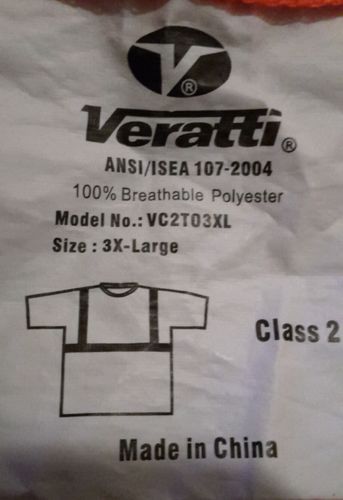 V®
Veratti®
ANSI/ISEA 107-2004
100% Breathable Polyester
Model No.: VC2TO3XL
Size : 3X-Large
Class 2
Made in China